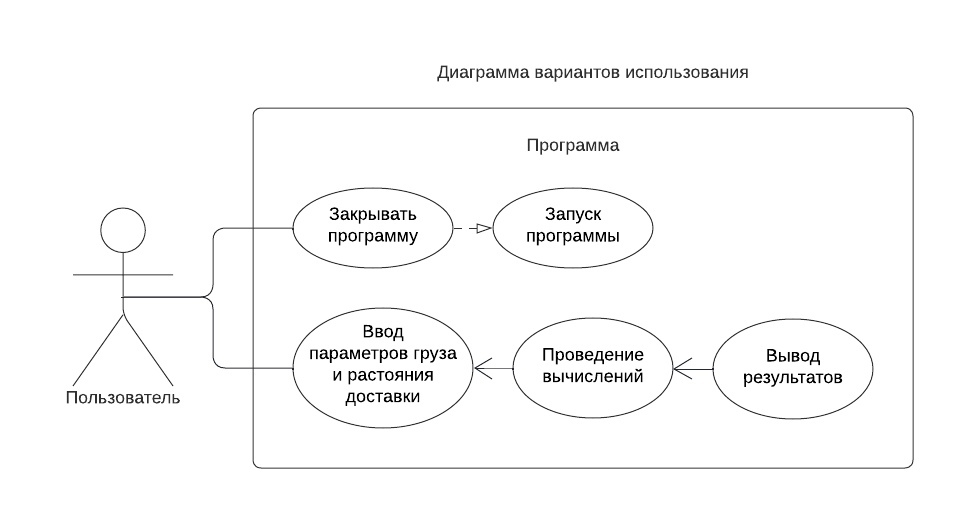 Диаграмма вариантов использования
Программа
Закрывать
программу
Запуск
программы
Ввод
параметров груза
и растояния
доставки
Проведение
вычислений
Вывод
результатов
Пользователь